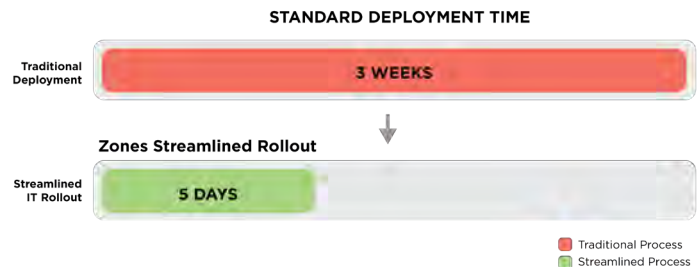 STANDARD DEPLOYMENT TIME
Traditional
Deployment
3 WEEKS
Zones Streamlined Rollout
Streamlined
IT Rollout
5 DAYS
Traditional Process
Streamlined Process